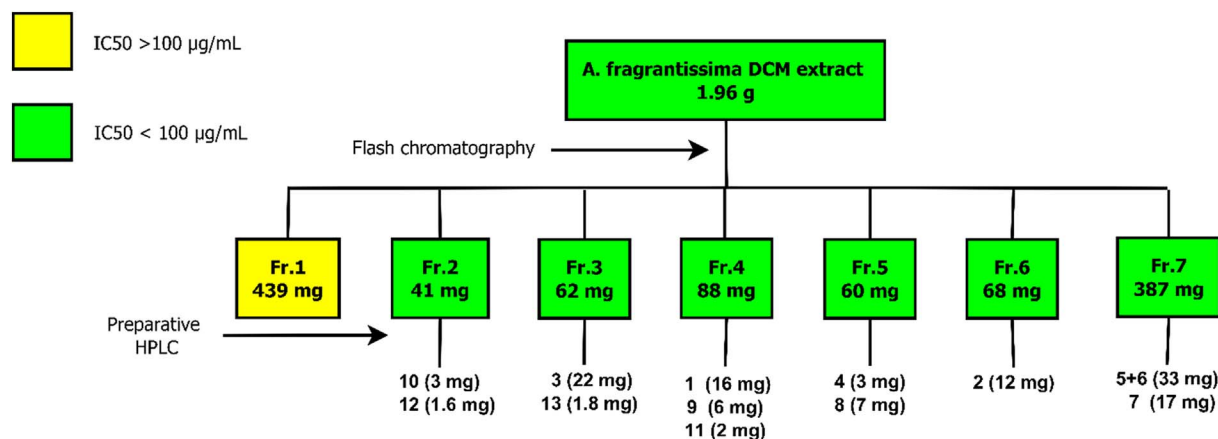 IC50 >100 µg/mL
IC50 < 100 µg/mL
A. fragrantissima DCM extract
1.96 g
Flash chromatography
Fr.1
439 mg
Fr.2
41 mg
Fr.3
62 mg
Fr.4
88 mg
Fr.5
60 mg
Fr.6
68 mg
Fr.7
387 mg
Preparative
HPLC
10 (3 mg)
12 (1.6 mg)
3 (22 mg)
13 (1.8 mg)
1 (16 mg)
9 (6 mg)
11 (2 mg)
4 (3 mg)
8 (7 mg)
2 (12 mg)
5+6 (33 mg)
7 (17 mg)